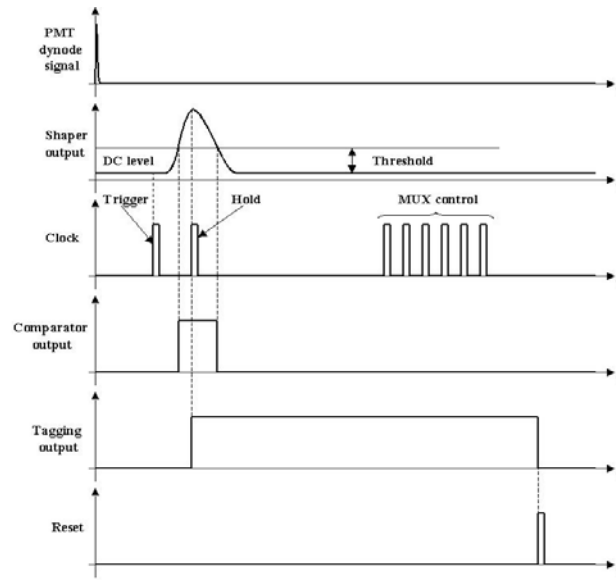 PMT
dynode
signal
Shaper
output
DC level
Threshold
Trigger
Hold
MUX control
Clock
Comparator
output
Tagging
output
Reset